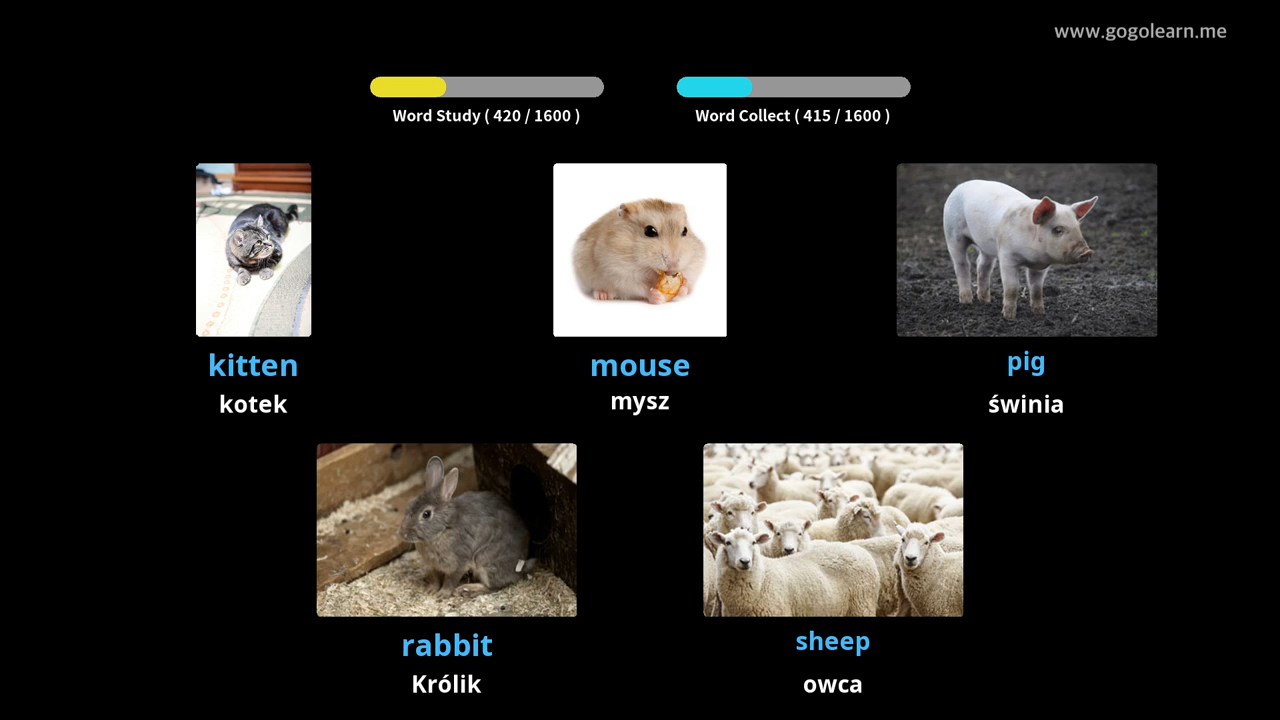 www.gogolearn.me
Word Study ( 420 / 1600 )
Word Collect ( 415 / 1600 )
kitten
kotek
mouse
mysz
pig
świnia
rabbit
Królik
sheep
owca